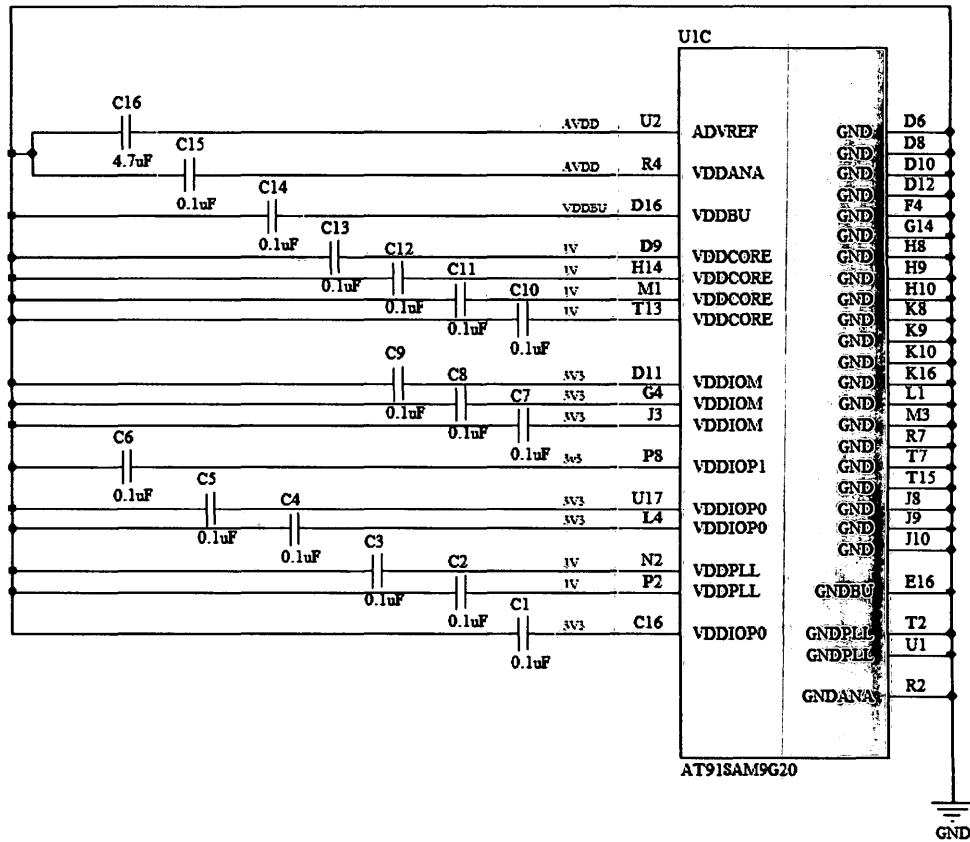 U1C
C16 AVDD U2 ADVREF GND D6
4.7uF C15 GND D8
AVDD R4 VDDANA GND D10
0.1uF C14 GND D12
VDDBU D16 VDDBU GND F4
0.1uF C13 GND G14
1V D9 VDDCORE GND H8
0.1uF C12 1V H14 VDDCORE GND H9
0.1uF C11 1V M1 VDDCORE GND H10
0.1uF C10 1V T13 VDDCORE GND K8
0.1uF GND K9
C9 GND K10
3V3 D11 VDDIOM GND K16
0.1uF C8 3V3 G4 VDDIOM GND L1
0.1uF C7 3V3 J3 VDDIOM GND M3
C6 0.1uF GND R7
3v3 P8 VDDIOP1 GND T7
0.1uF C5 GND T15
3V3 U17 VDDIOP0 GND J8
0.1uF C4 3V3 L4 VDDIOP0 GND J9
0.1uF C3 GND J10
1V N2 VDDPLL
0.1uF C2 1V P2 VDDPLL GNDBU E16
0.1uF C1
3V3 C16 VDDIOP0 GNDPLL T2
0.1uF GNDPLL U1
GNDANA R2
AT91SAM9G20
GND